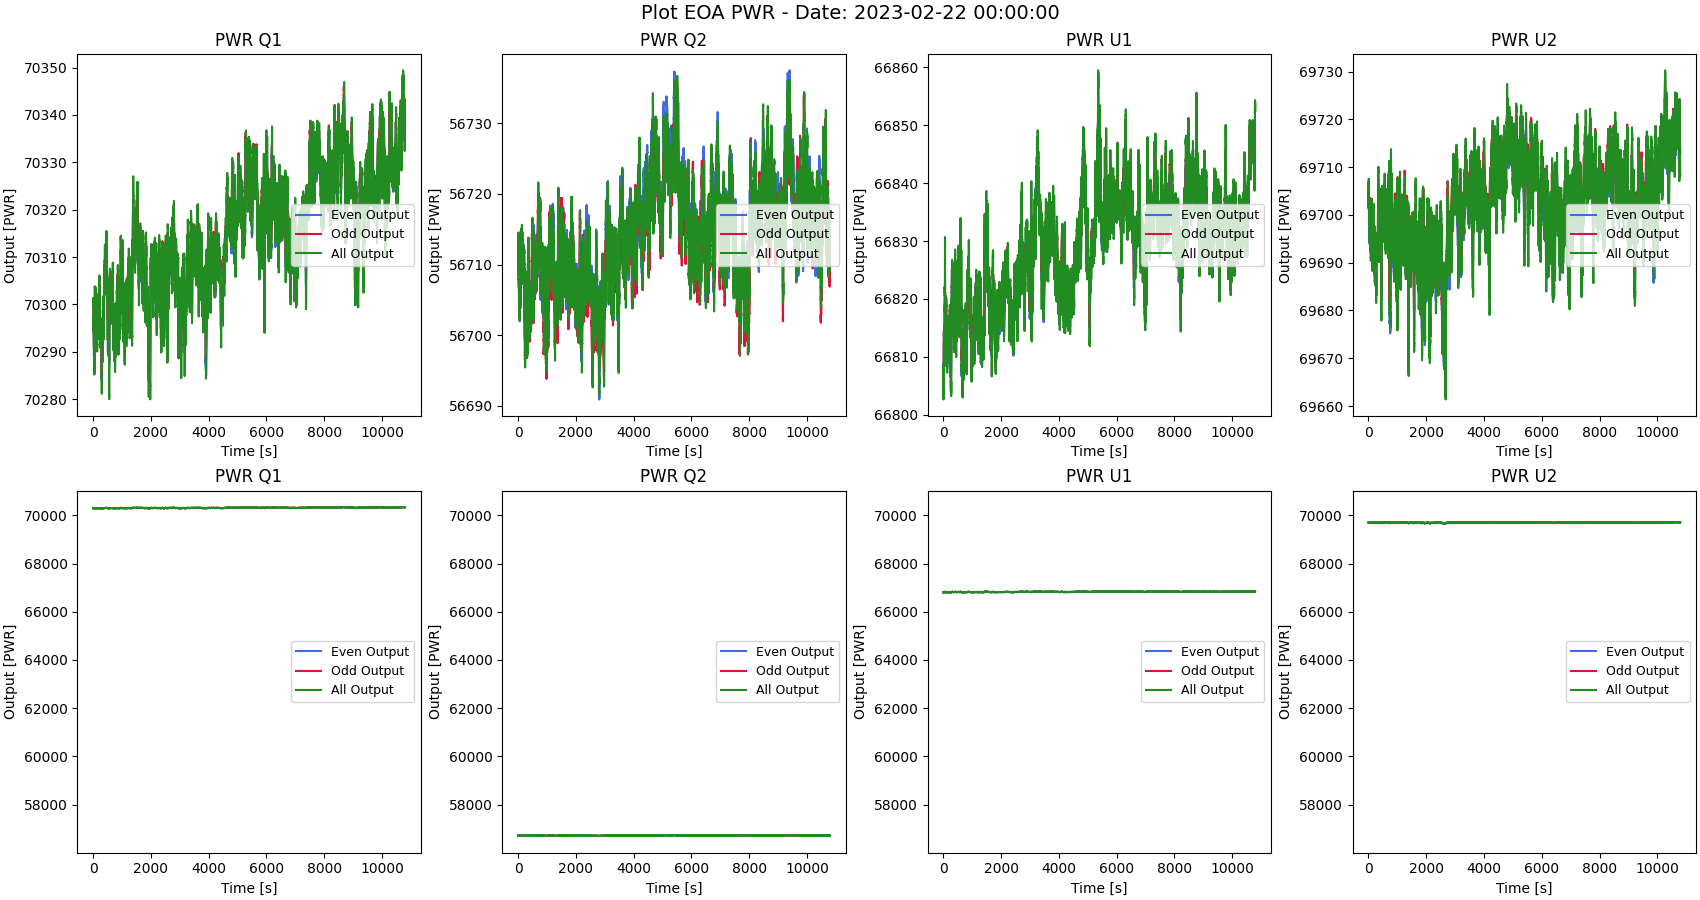 Plot EOA PWR - Date: 2023-02-22 00:00:00
PWR Q1
Output [PWR]
70350
70340
70330
70320
70310
70300
70290
70280
Even Output
Odd Output
All Output
0 2000 4000 6000 8000 10000
Time [s]
PWR Q2
Output [PWR]
56730
56720
56710
56700
56690
Even Output
Odd Output
All Output
0 2000 4000 6000 8000 10000
Time [s]
PWR U1
Output [PWR]
66860
66850
66840
66830
66820
66810
66800
Even Output
Odd Output
All Output
0 2000 4000 6000 8000 10000
Time [s]
PWR U2
Output [PWR]
69730
69720
69710
69700
69690
69680
69670
69660
Even Output
Odd Output
All Output
0 2000 4000 6000 8000 10000
Time [s]
PWR Q1
Output [PWR]
70000
68000
66000
64000
62000
60000
58000
Even Output
Odd Output
All Output
0 2000 4000 6000 8000 10000
Time [s]
PWR Q2
Output [PWR]
70000
68000
66000
64000
62000
60000
58000
Even Output
Odd Output
All Output
0 2000 4000 6000 8000 10000
Time [s]
PWR U1
Output [PWR]
70000
68000
66000
64000
62000
60000
58000
Even Output
Odd Output
All Output
0 2000 4000 6000 8000 10000
Time [s]
PWR U2
Output [PWR]
70000
68000
66000
64000
62000
60000
58000
Even Output
Odd Output
All Output
0 2000 4000 6000 8000 10000
Time [s]